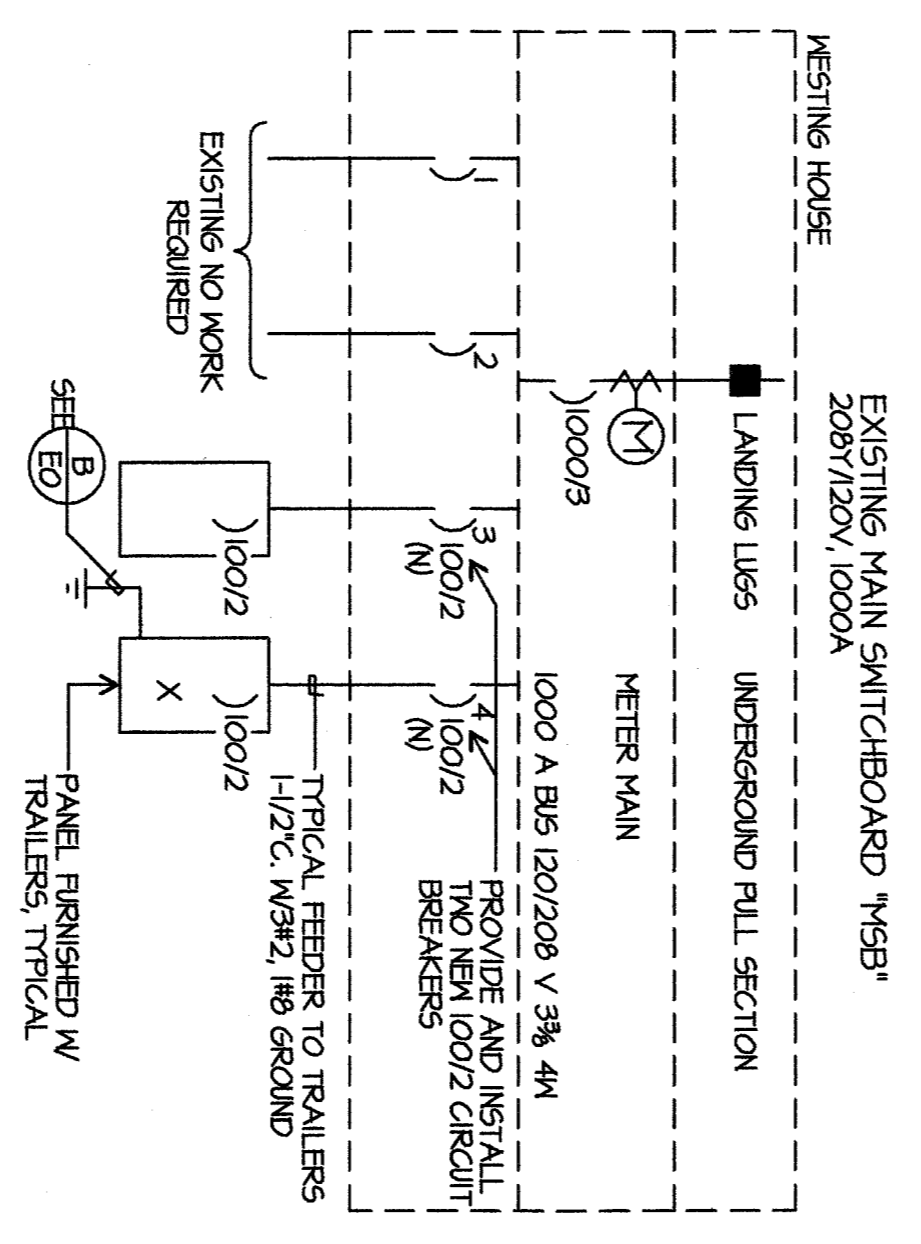 EXISTING MAIN SWITCHBOARD "MSB"
208Y/120V, 1000A
WESTING HOUSE
LANDING LUGS
UNDERGROUND PULL SECTION
M
METER MAIN
)1000/3
1000 A BUS 120/208 V 3 4W
1
2
3
)100/2
(N)
4
)100/2
(N)
PROVIDE AND INSTALL
TWO NEW 100/2 CIRCUIT
BREAKERS
EXISTING NO WORK
REQUIRED
)100/2
)100/2
X
TYPICAL FEEDER TO TRAILERS
1-1/2"C. W3#2, 1#8 GROUND
SEE
B
EO
PANEL FURNISHED W/
TRAILERS, TYPICAL